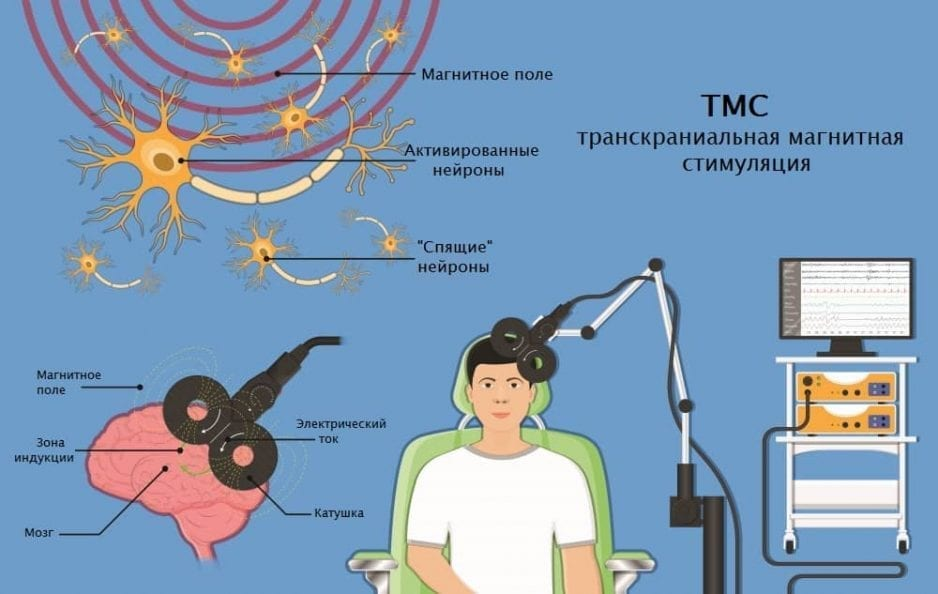 Магнитное поле
ТМС
транскраниальная магнитная
стимуляция
Активированные
нейроны
"Спящие"
нейроны
Магнитное
поле
Электрический
ток
Зона
индукции
Катушка
Мозг